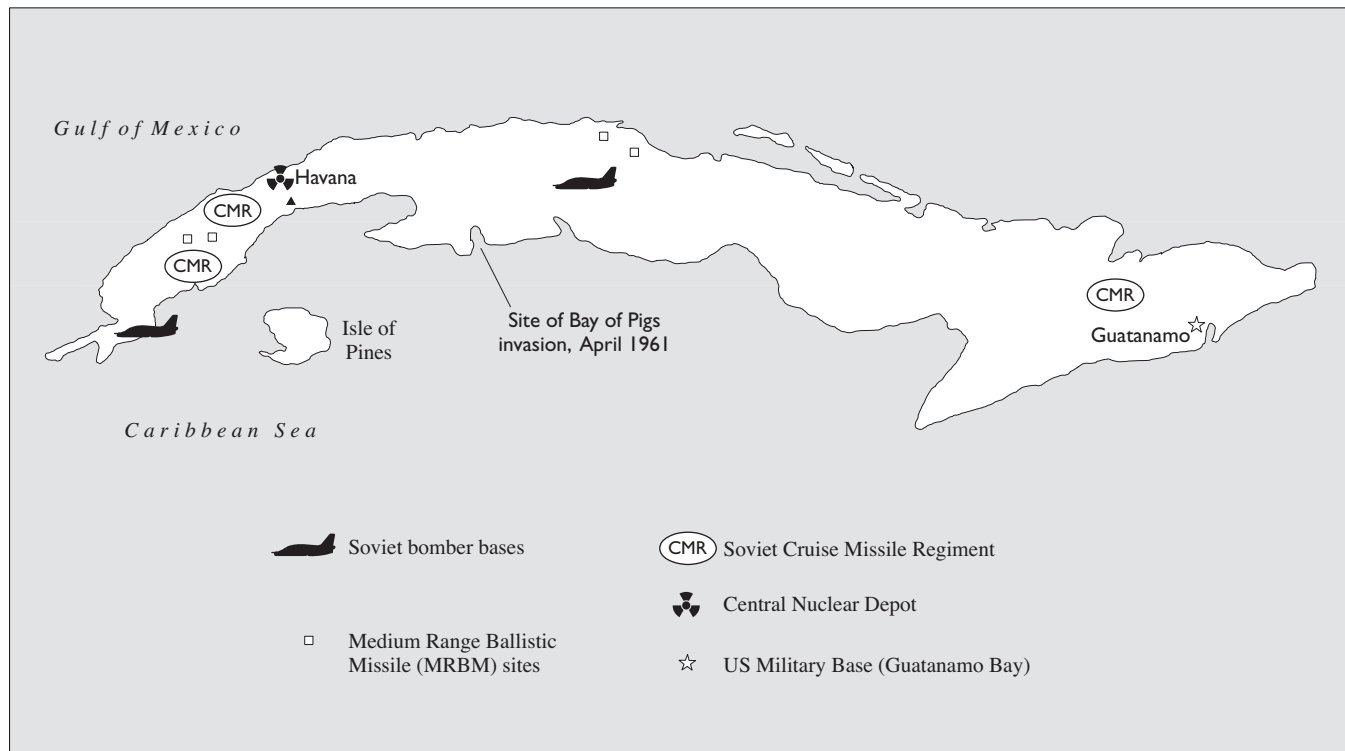 Gulf of Mexico
Havana
CMR
CMR
CMR
Isle of
Pines
Site of Bay of Pigs
invasion, April 1961
Guatanamo
Caribbean Sea
Soviet bomber bases
CMR
Soviet Cruise Missile Regiment
Central Nuclear Depot
Medium Range Ballistic
Missile (MRBM) sites
US Military Base (Guatanamo Bay)